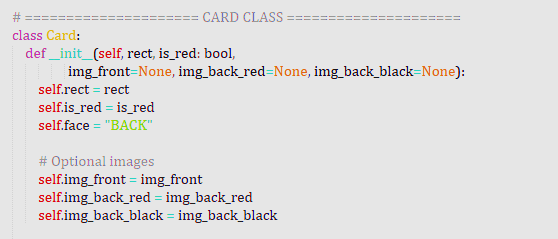 # ===================== CARD CLASS =====================
class Card:
def __init__(self, rect, is_red: bool,
img_front=None, img_back_red=None, img_back_black=None):
self.rect = rect
self.is_red = is_red
self.face = "BACK"
# Optional images
self.img_front = img_front
self.img_back_red = img_back_red
self.img_back_black = img_back_black